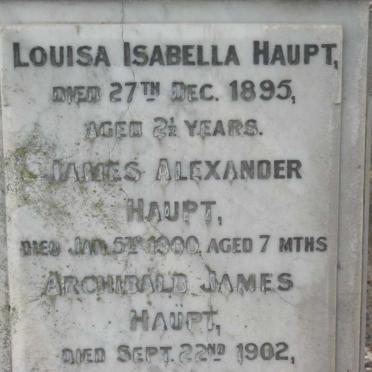 Louisa Isabella Haupt,
died 27th Dec. 1895,
aged 2½ years.
James Alexander
Haupt,
died Jan. 5th 1900, aged 7 mths
Archibald James
Haupt,
died Sept. 22nd 1902,